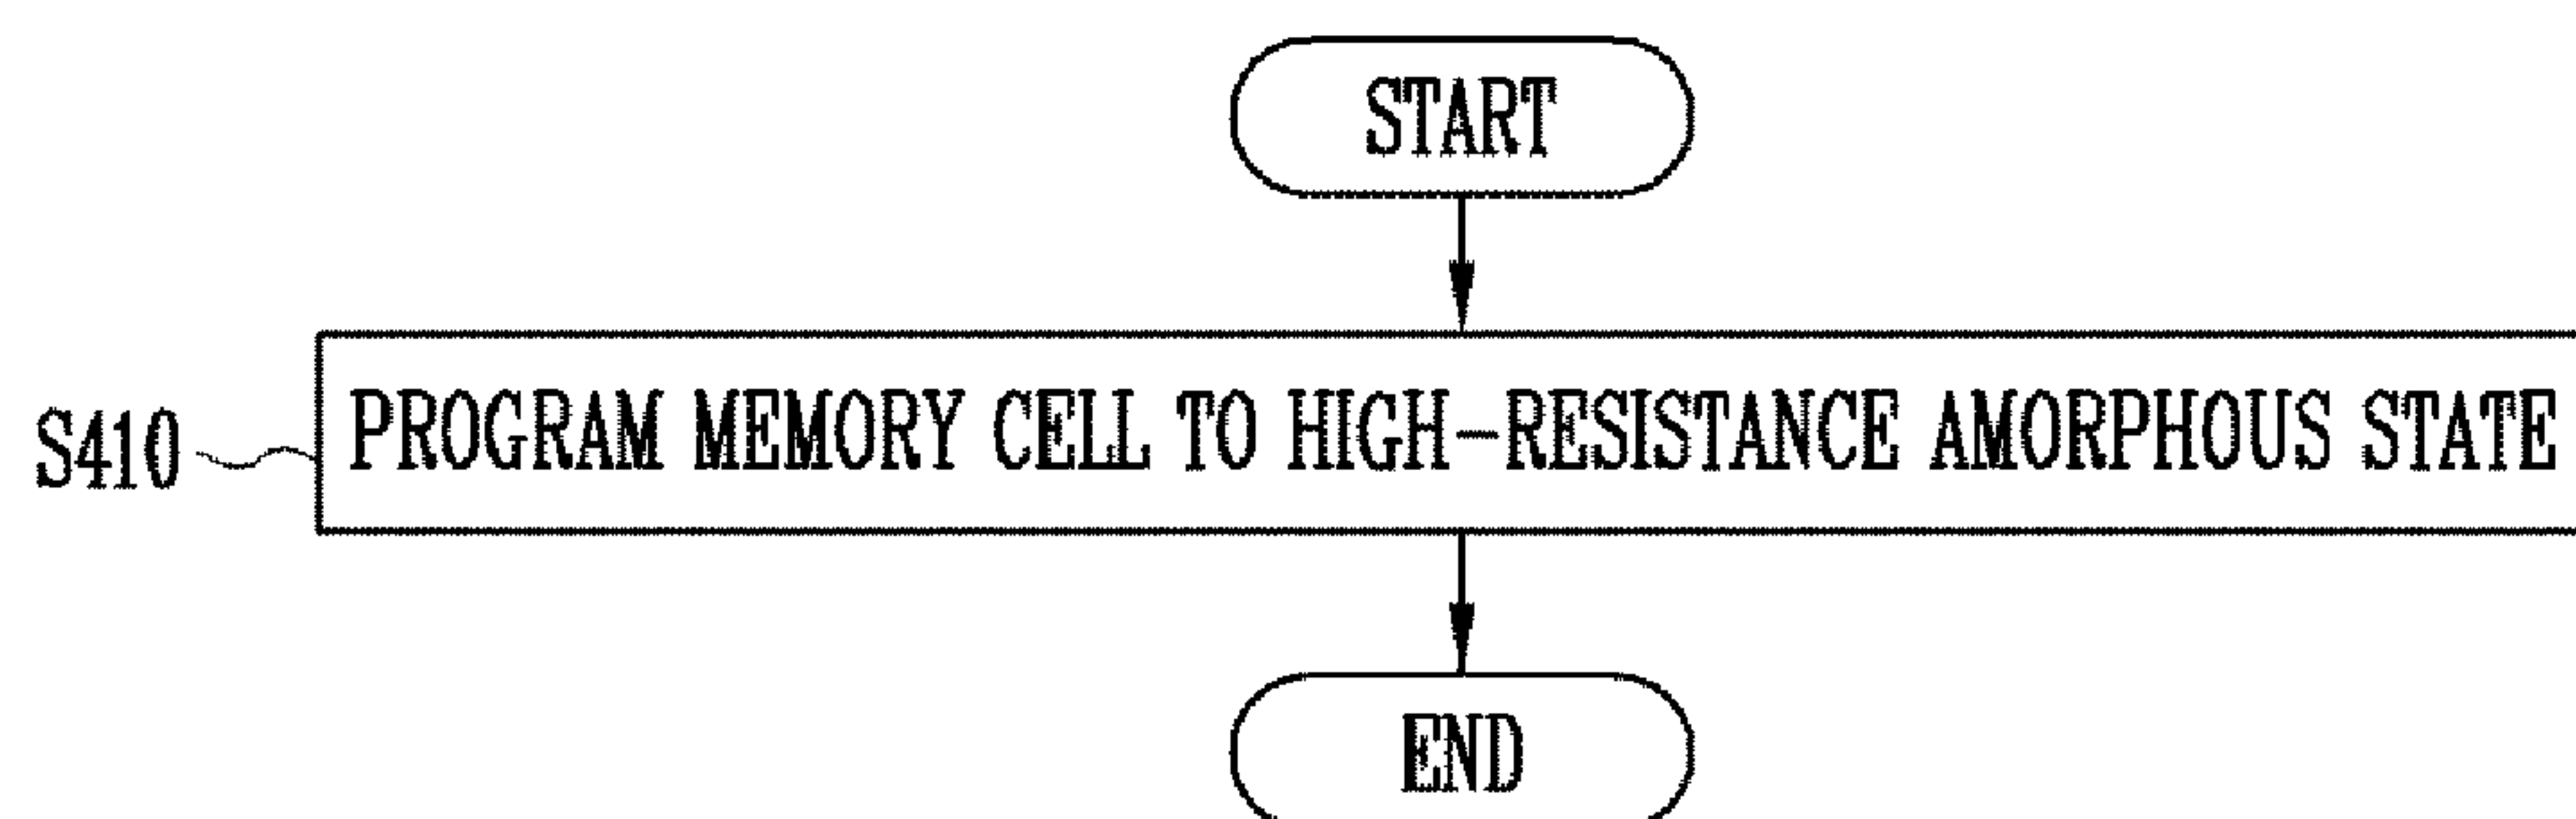 START
S410 PROGRAM MEMORY CELL TO HIGH-RESISTANCE AMORPHOUS STATE
END